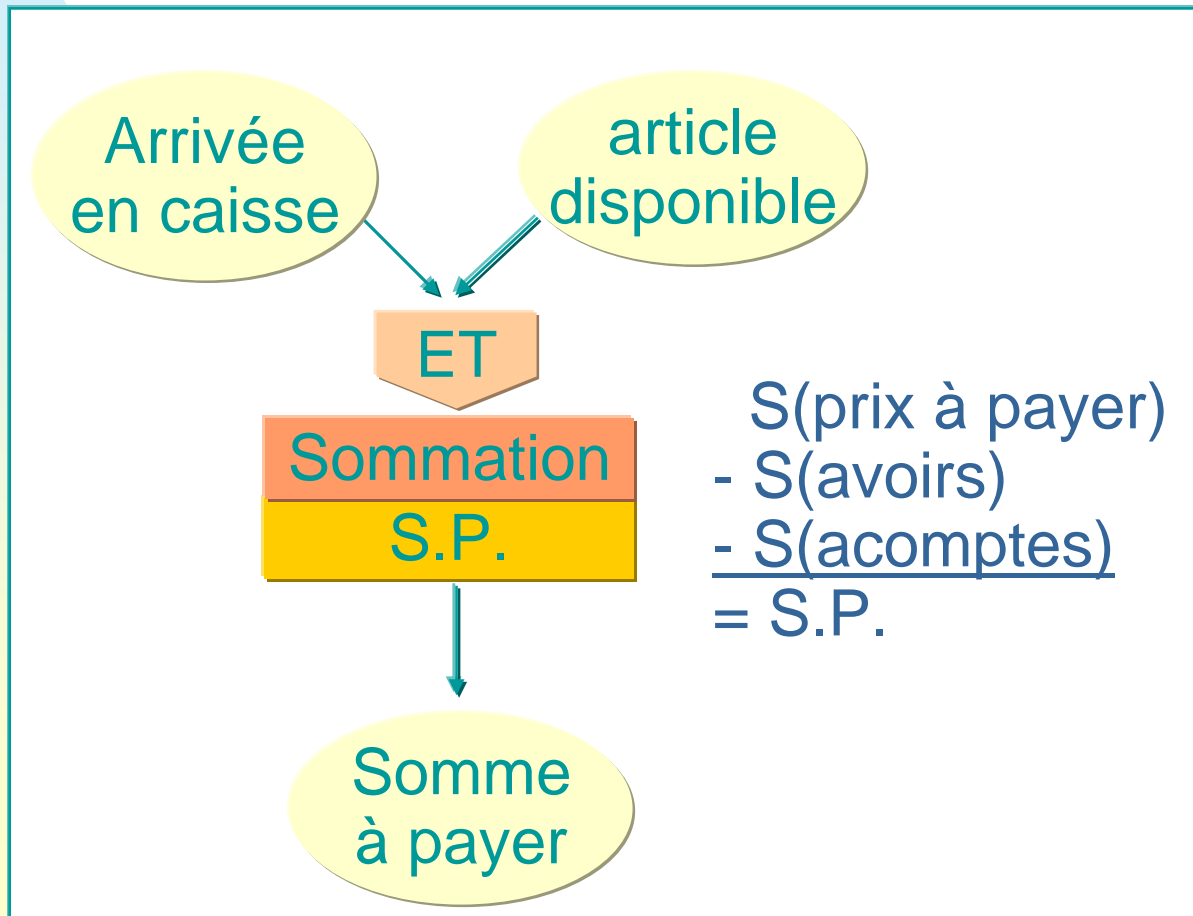 Arrivée
en caisse
article
disponible
ET
Sommation
S.P.
S(prix à payer)
- S(avoirs)
- S(acomptes)
= S.P.
Somme
à payer